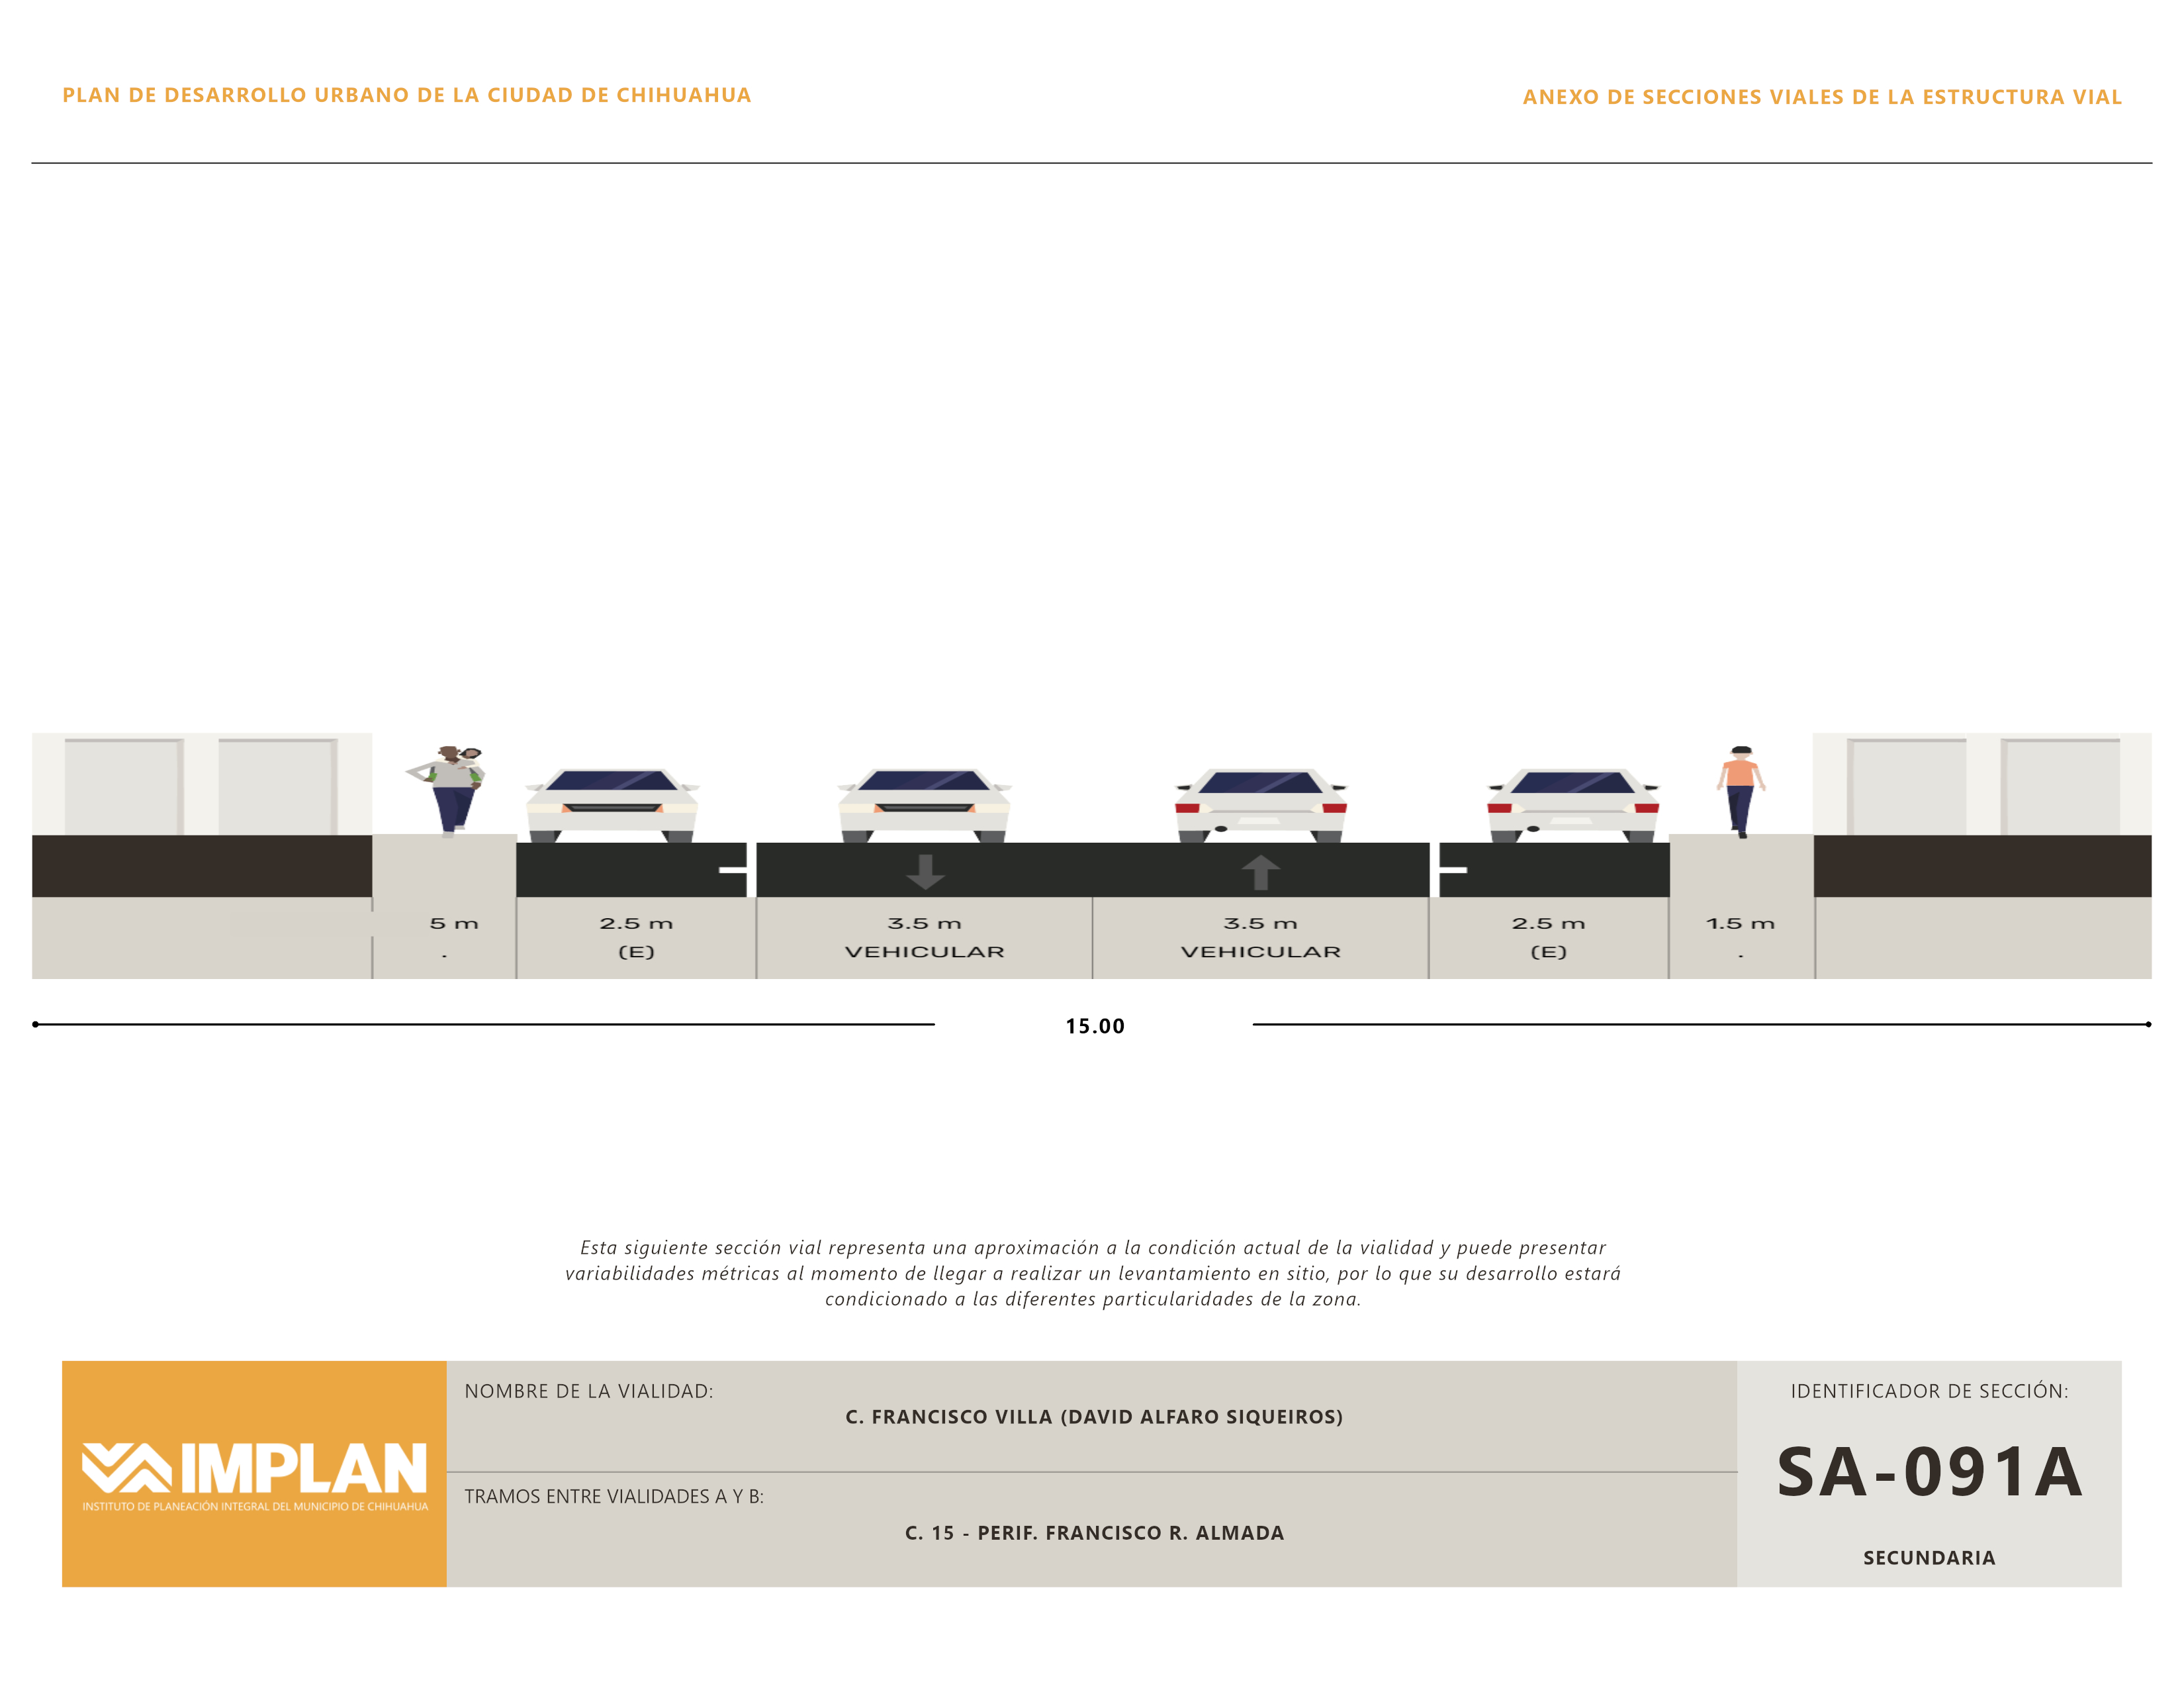 PLAN DE DESARROLLO URBANO DE LA CIUDAD DE CHIHUAHUA
ANEXO DE SECCIONES VIALES DE LA ESTRUCTURA VIAL
5 m
2.5 m
3.5 m
3.5 m
2.5 m
1.5 m
.
(E)
VEHICULAR
VEHICULAR
(E)
.
15.00
Esta siguiente sección vial representa una aproximación a la condición actual de la vialidad y puede presentar
variabilidades métricas al momento de llegar a realizar un levantamiento en sitio, por lo que su desarrollo estará
condicionado a las diferentes particularidades de la zona.
IMPLAN
INSTITUTO DE PLANEACIÓN INTEGRAL DEL MUNICIPIO DE CHIHUAHUA
NOMBRE DE LA VIALIDAD:
C. FRANCISCO VILLA (DAVID ALFARO SIQUEIROS)
TRAMOS ENTRE VIALIDADES A Y B:
C. 15 - PERIF. FRANCISCO R. ALMADA
IDENTIFICADOR DE SECCIÓN:
SA-091A
SECUNDARIA